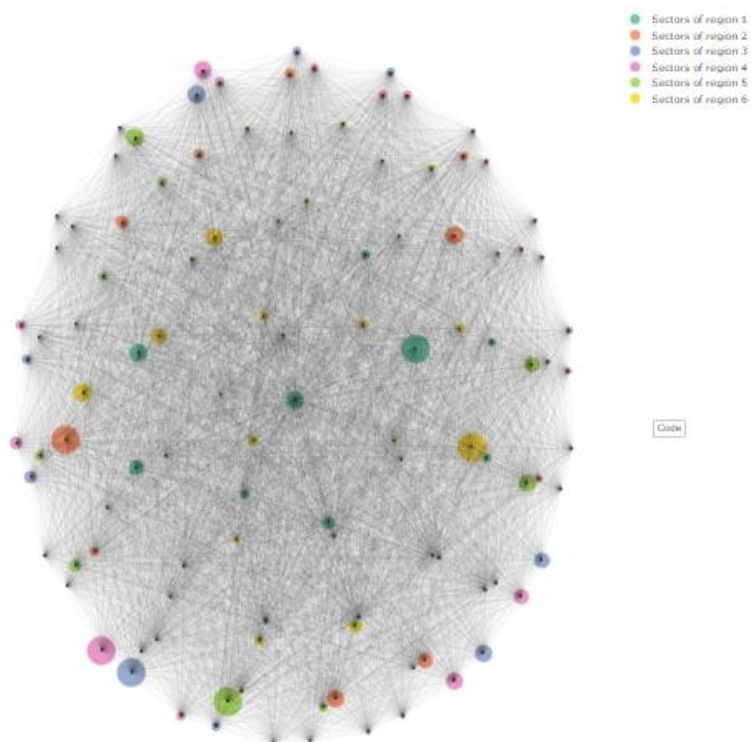 Sectors of region 1
Sectors of region 2
Sectors of region 3
Sectors of region 4
Sectors of region 5
Sectors of region 6
Code